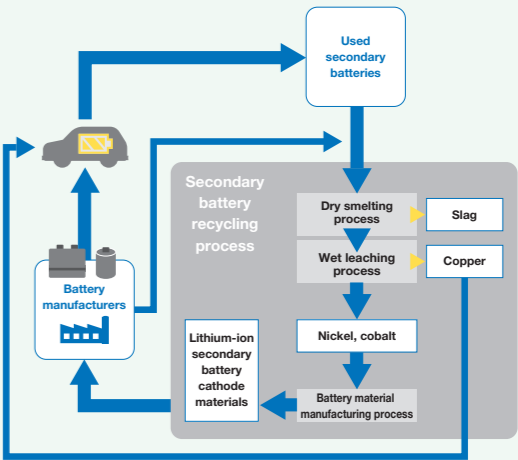 Used
secondary
batteries
Secondary
battery
recycling
process
Dry smelting
process
Slag
Wet leaching
process
Copper
Battery
manufacturers
Nickel, cobalt
Lithium-ion
secondary
battery
cathode
materials
Battery material
manufacturing process